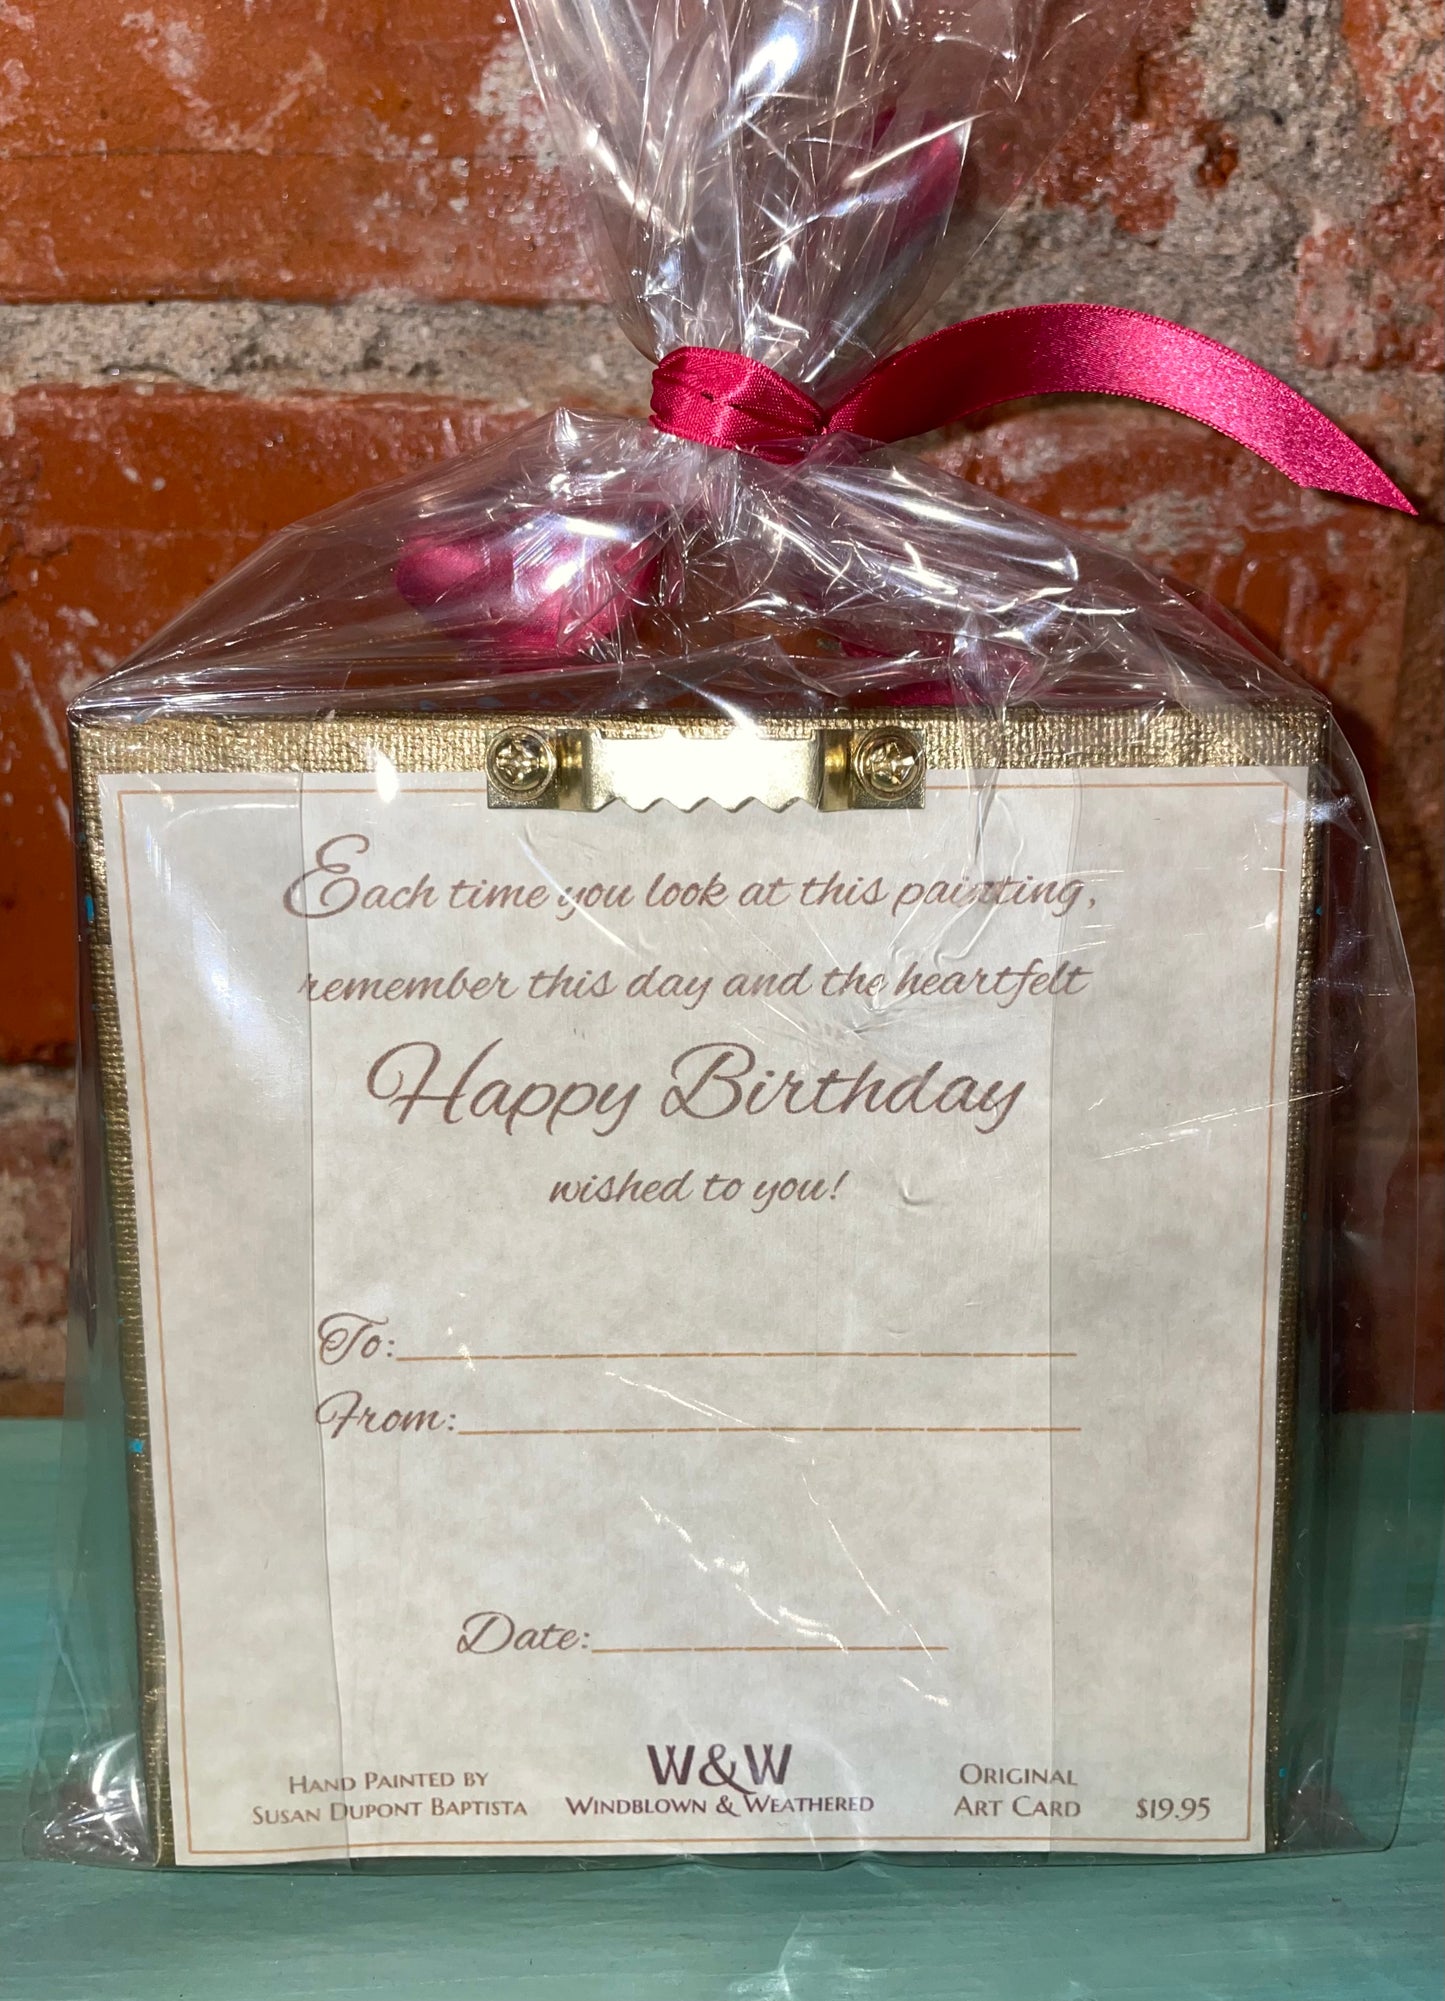 Each time you look at this painting,
remember this day and the heartfelt
Happy Birthday
wished to you!
To:
From:
Date:
Hand Painted by
Susan Dupont Baptista
W&W
Windblown & Weathered
Original
Art Card
$19.95